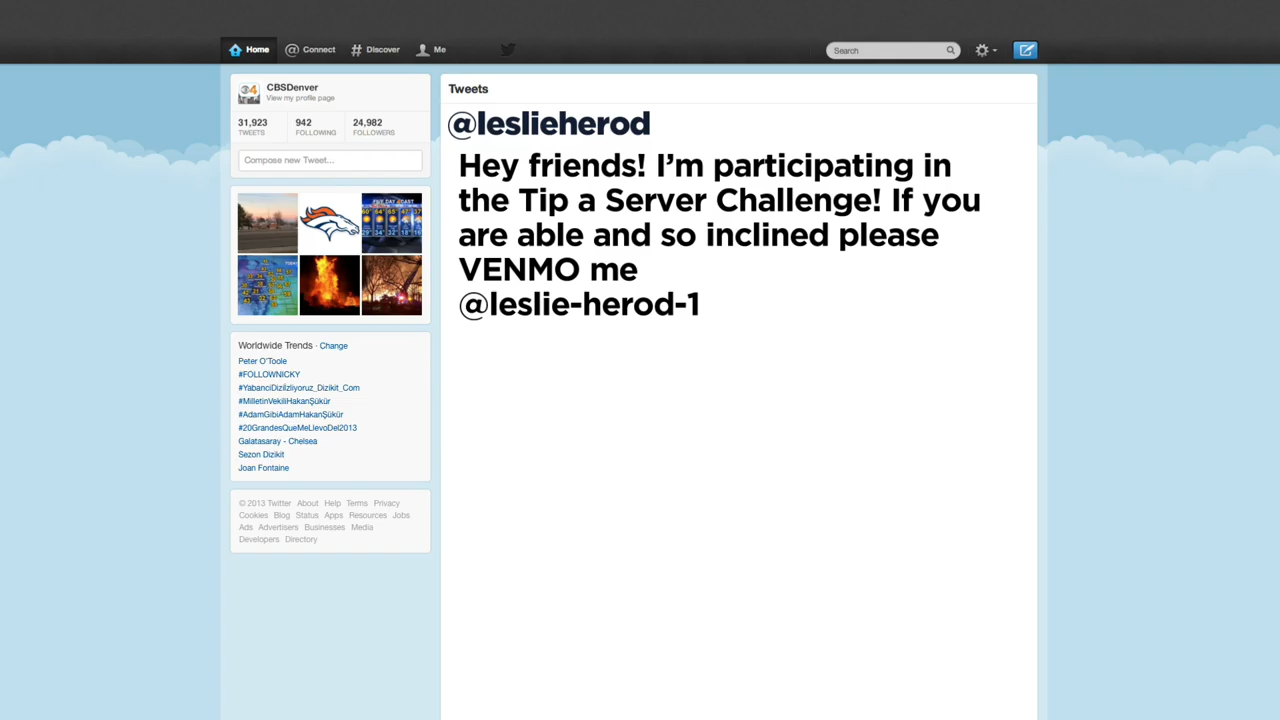 Home
Connect
Discover
Me
Search
CBSDenver
View my profile page
31,923
TWEETS
942
FOLLOWING
24,982
FOLLOWERS
Compose new Tweet...
Worldwide Trends · Change
Peter O'Toole
#FOLLOWNICKY
#YabanciDiziIzliyoruz_Dizikit_Com
#MilletinVekiliHakanŞükür
#AdamGibiAdamHakanŞükür
#20GrandesQueMeLlevoDel2013
Galatasaray - Chelsea
Sezon Dizikit
Joan Fontaine
© 2013 Twitter About Help Terms Privacy
Cookies Blog Status Apps Resources Jobs
Ads Advertisers Businesses Media
Developers Directory
Tweets
@leslieherod
Hey friends! I'm participating in
the Tip a Server Challenge! If you
are able and so inclined please
VENMO me
@leslie-herod-1